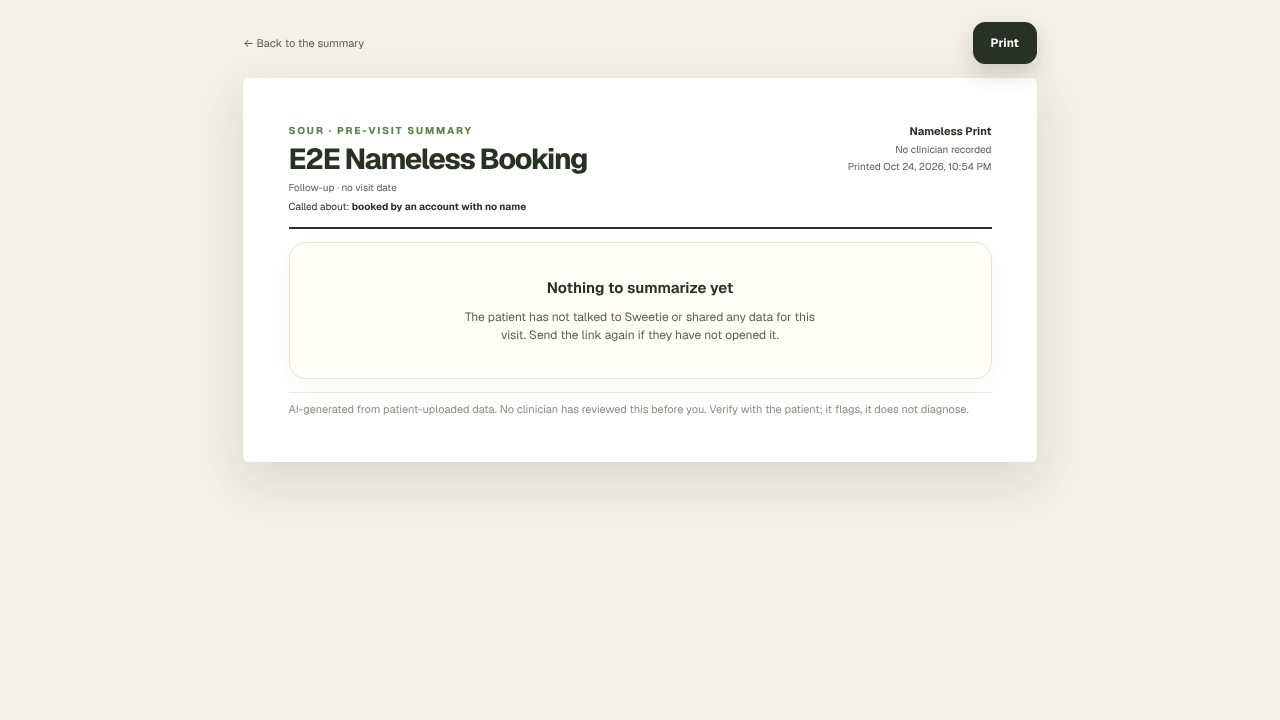 ← Back to the summary
Print
SOUR · PRE-VISIT SUMMARY
E2E Nameless Booking
Follow-up · no visit date
Called about: booked by an account with no name
Nameless Print
No clinician recorded
Printed Oct 24, 2026, 10:54 PM
Nothing to summarize yet
The patient has not talked to Sweetie or shared any data for this
visit. Send the link again if they have not opened it.
AI-generated from patient-uploaded data. No clinician has reviewed this before you. Verify with the patient; it flags, it does not diagnose.